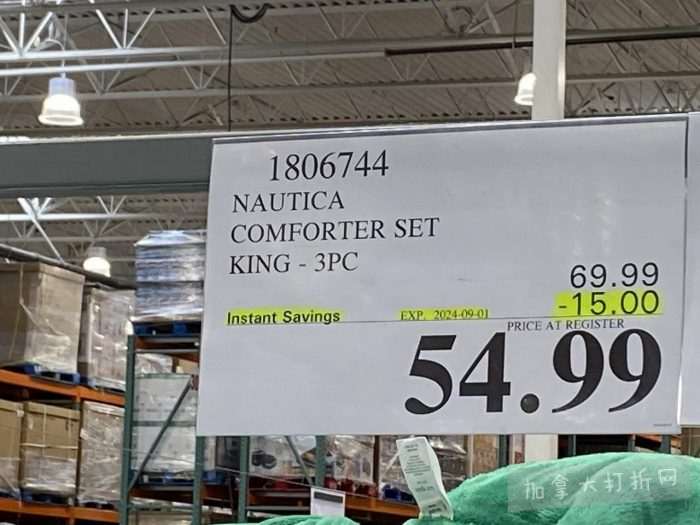 1806744
NAUTICA
COMFORTER SET
KING - 3PC
69.99
Instant Savings EXP. 2024-09-01 -15.00
PRICE AT REGISTER
54.99
加拿大打折网